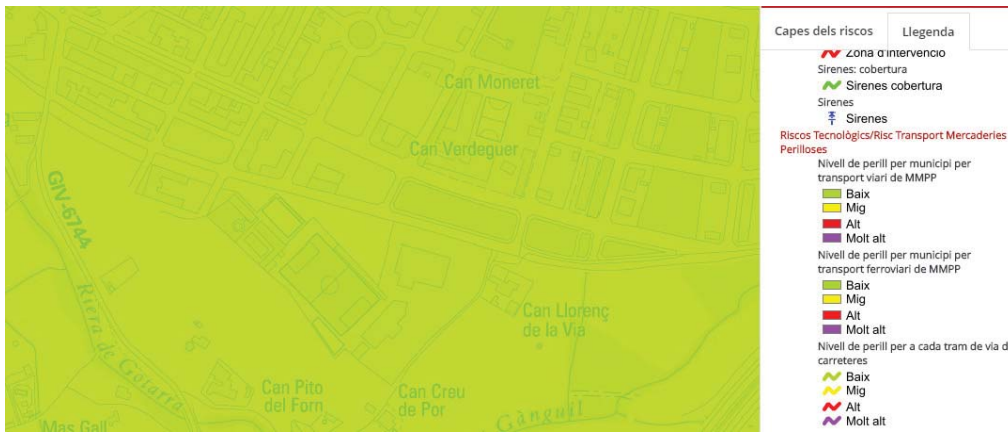 Can Moneret
Can Verdeguer
GIV-6744
Riera de Golarra
Can Llorenç
de la Via
Can Pito
del Forn
Can Creu
de Por
Gànguil
Mas Gall
Capes dels riscos
Llegenda
Zona d'intervenció
Sirenes: cobertura
Sirenes cobertura
Sirenes
Sirenes
Riscos Tecnològics/Risc Transport Mercaderies
Perilloses
Nivell de perill per municipi per
transport viari de MMPP
Baix
Mig
Alt
Molt alt
Nivell de perill per municipi per
transport ferroviari de MMPP
Baix
Mig
Alt
Molt alt
Nivell de perill per a cada tram de via d
carreteres
Baix
Mig
Alt
Molt alt